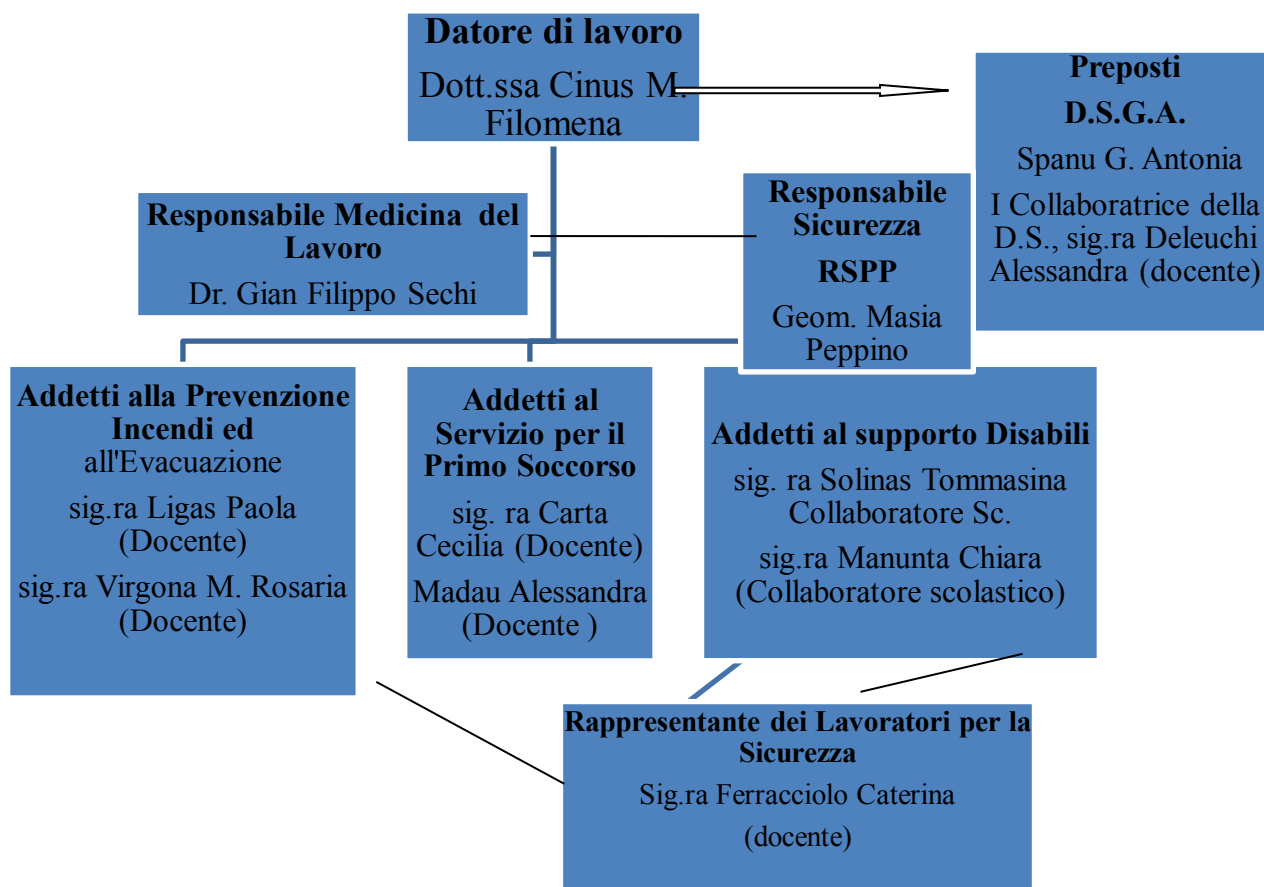 Datore di lavoro
Dott.ssa Cinus M.
Filomena
Preposti
D.S.G.A.
Spanu G. Antonia
I Collaboratrice della
D.S., sig.ra Deleuchi
Alessandra (docente)
Responsabile Medicina del
Lavoro
Dr. Gian Filippo Sechi
Responsabile
Sicurezza
RSPP
Geom. Masia
Peppino
Addetti alla Prevenzione
Incendi ed
all'Evacuazione
sig.ra Ligas Paola
(Docente)
sig.ra Virgona M. Rosaria
(Docente)
Addetti al
Servizio per il
Primo Soccorso
sig. ra Carta
Cecilia (Docente)
Madau Alessandra
(Docente )
Addetti al supporto Disabili
sig. ra Solinas Tommasina
Collaboratore Sc.
sig.ra Manunta Chiara
(Collaboratore scolastico)
Rappresentante dei Lavoratori per la
Sicurezza
Sig.ra Ferracciolo Caterina
(docente)